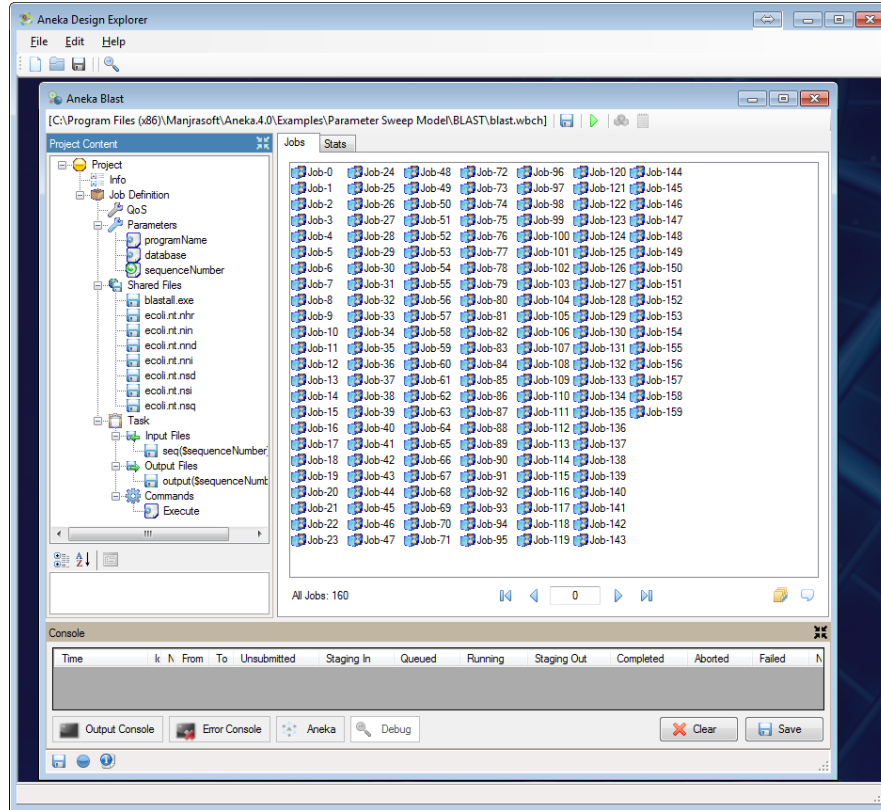 Aneka Design Explorer
File Edit Help
Aneka Blast
[C:\Program Files (x86)\Manjrasoft\Aneka.4.0\Examples\Parameter Sweep Model\BLAST\blast.wbch]
Project Content
Project
Info
Job Definition
QoS
Parameters
programName
database
sequenceNumber
Shared Files
blastall.exe
ecoli.nt.nhr
ecoli.nt.nin
ecoli.nt.nnd
ecoli.nt.nni
ecoli.nt.nsd
ecoli.nt.nsi
ecoli.nt.nsq
Task
Input Files
seq($sequenceNumber)
Output Files
output($sequenceNumb
Commands
Execute
Jobs Stats
Job-0 Job-24 Job-48 Job-72 Job-96 Job-120 Job-144
Job-1 Job-25 Job-49 Job-73 Job-97 Job-121 Job-145
Job-2 Job-26 Job-50 Job-74 Job-98 Job-122 Job-146
Job-3 Job-27 Job-51 Job-75 Job-99 Job-123 Job-147
Job-4 Job-28 Job-52 Job-76 Job-100 Job-124 Job-148
Job-5 Job-29 Job-53 Job-77 Job-101 Job-125 Job-149
Job-6 Job-30 Job-54 Job-78 Job-102 Job-126 Job-150
Job-7 Job-31 Job-55 Job-79 Job-103 Job-127 Job-151
Job-8 Job-32 Job-56 Job-80 Job-104 Job-128 Job-152
Job-9 Job-33 Job-57 Job-81 Job-105 Job-129 Job-153
Job-10 Job-34 Job-58 Job-82 Job-106 Job-130 Job-154
Job-11 Job-35 Job-59 Job-83 Job-107 Job-131 Job-155
Job-12 Job-36 Job-60 Job-84 Job-108 Job-132 Job-156
Job-13 Job-37 Job-61 Job-85 Job-109 Job-133 Job-157
Job-14 Job-38 Job-62 Job-86 Job-110 Job-134 Job-158
Job-15 Job-39 Job-63 Job-87 Job-111 Job-135 Job-159
Job-16 Job-40 Job-64 Job-88 Job-112 Job-136
Job-17 Job-41 Job-65 Job-89 Job-113 Job-137
Job-18 Job-42 Job-66 Job-90 Job-114 Job-138
Job-19 Job-43 Job-67 Job-91 Job-115 Job-139
Job-20 Job-44 Job-68 Job-92 Job-116 Job-140
Job-21 Job-45 Job-69 Job-93 Job-117 Job-141
Job-22 Job-46 Job-70 Job-94 Job-118 Job-142
Job-23 Job-47 Job-71 Job-95 Job-119 Job-143
All Jobs: 160 0
Console
Time N From To Unsubmitted Staging In Queued Running Staging Out Completed Aborted Failed N
Output Console Error Console Aneka Debug Clear Save